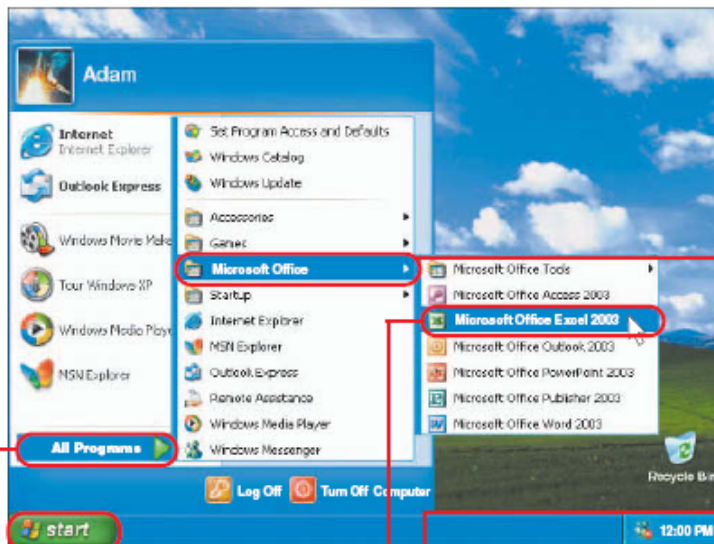 Adam
Internet
Internet Explorer
Outlook Express
Windows Movie Make
Tour Windows XP
Windows Media Playe
MSN Explorer
All Programs
Set Program Access and Defaults
Windows Catalog
Windows Update
Accessories
Games
Microsoft Office
Startup
Internet Explorer
MSN Explorer
Outlook Express
Remote Assistance
Windows Media Player
Windows Messenger
Microsoft Office Tools
Microsoft Office Access 2003
Microsoft Office Excel 2003
Microsoft Office Outlook 2003
Microsoft Office PowerPoint 2003
Microsoft Office Publisher 2003
Microsoft Office Word 2003
Recycle Bin
Log Off
Turn Off Computer
start
12:00 PM